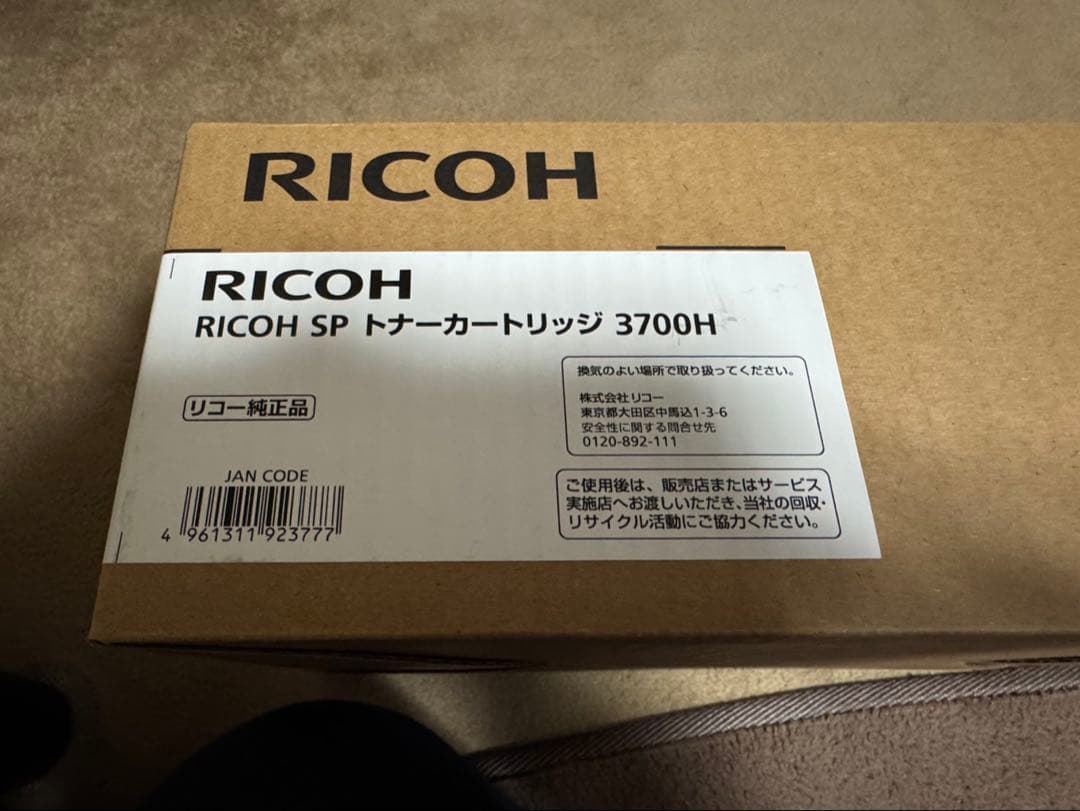 RICOH
RICOH
RICOH SP トナーカートリッジ 3700H
リコー純正品
換気のよい場所で取り扱ってください。
株式会社リコー
東京都大田区中馬込1-3-6
安全性に関する問合せ先
0120-892-111
JAN CODE
4 961311 923777
ご使用後は、販売店またはサービス
実施店へお渡しいただき、当社の回収・
リサイクル活動にご協力ください。